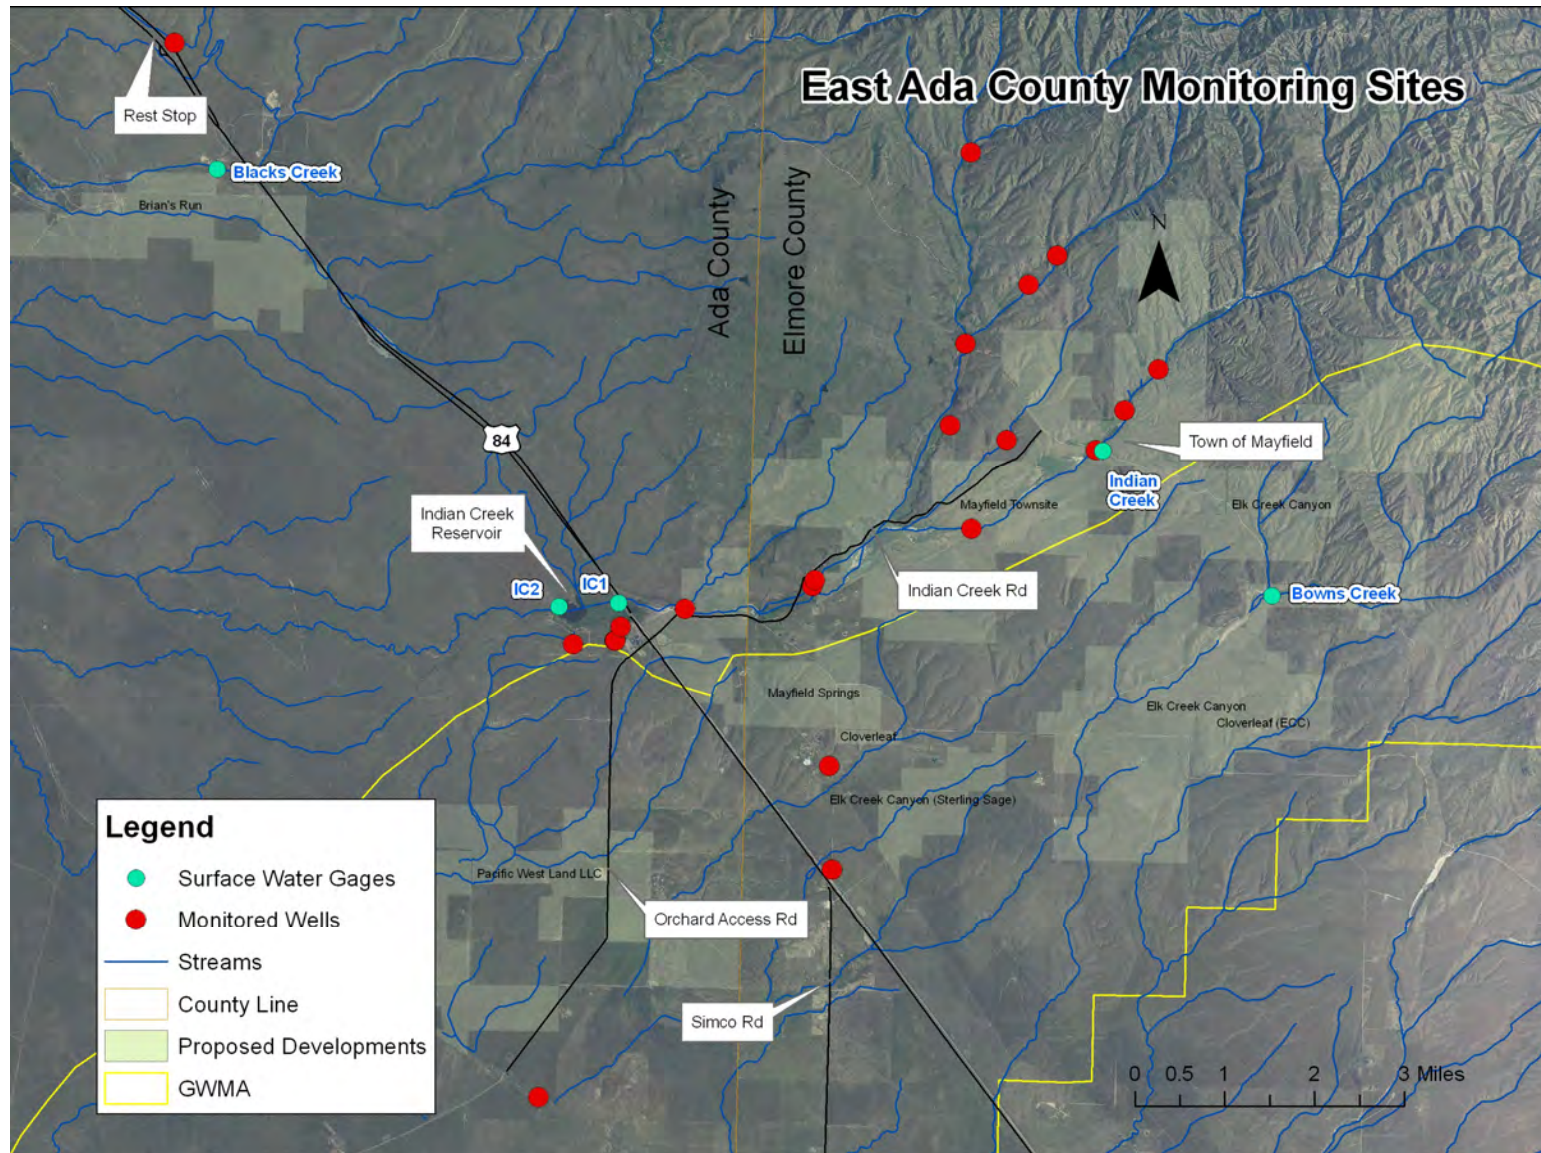 East Ada County Monitoring Sites
Rest Stop
Blacks Creek
Brian's Run
Ada County
Elmore County
N
84
Town of Mayfield
Indian
Creek
Elk Creek Canyon
Mayfield Townsite
Indian Creek
Reservoir
IC2
IC1
Indian Creek Rd
Bowns Creek
Mayfield Springs
Elk Creek Canyon
Cloverleaf (ECC)
Cloverleaf
Elk Creek Canyon (Sterling Sage)
Pacific West Land LLC
Orchard Access Rd
Simco Rd
Legend
Surface Water Gages
Monitored Wells
Streams
County Line
Proposed Developments
GWMA
0 0.5 1 2 3 Miles